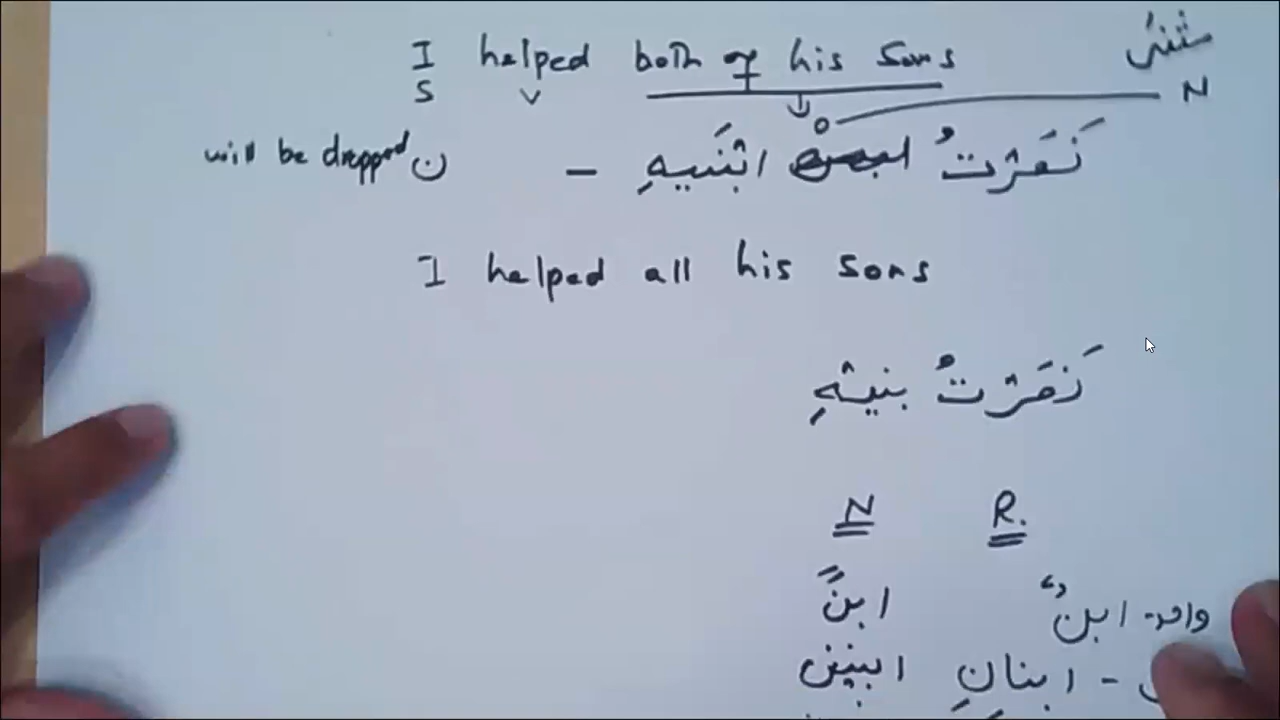 I helped both of his sons مثنى
S V N
O
will be dropped ن – نَصَرْتُ ابْنَيهِ
I helped all his sons
نَصَرْتُ بنيهِ
N R.
واحد - ابنٌ ابنً
- ابنانِ ابنين